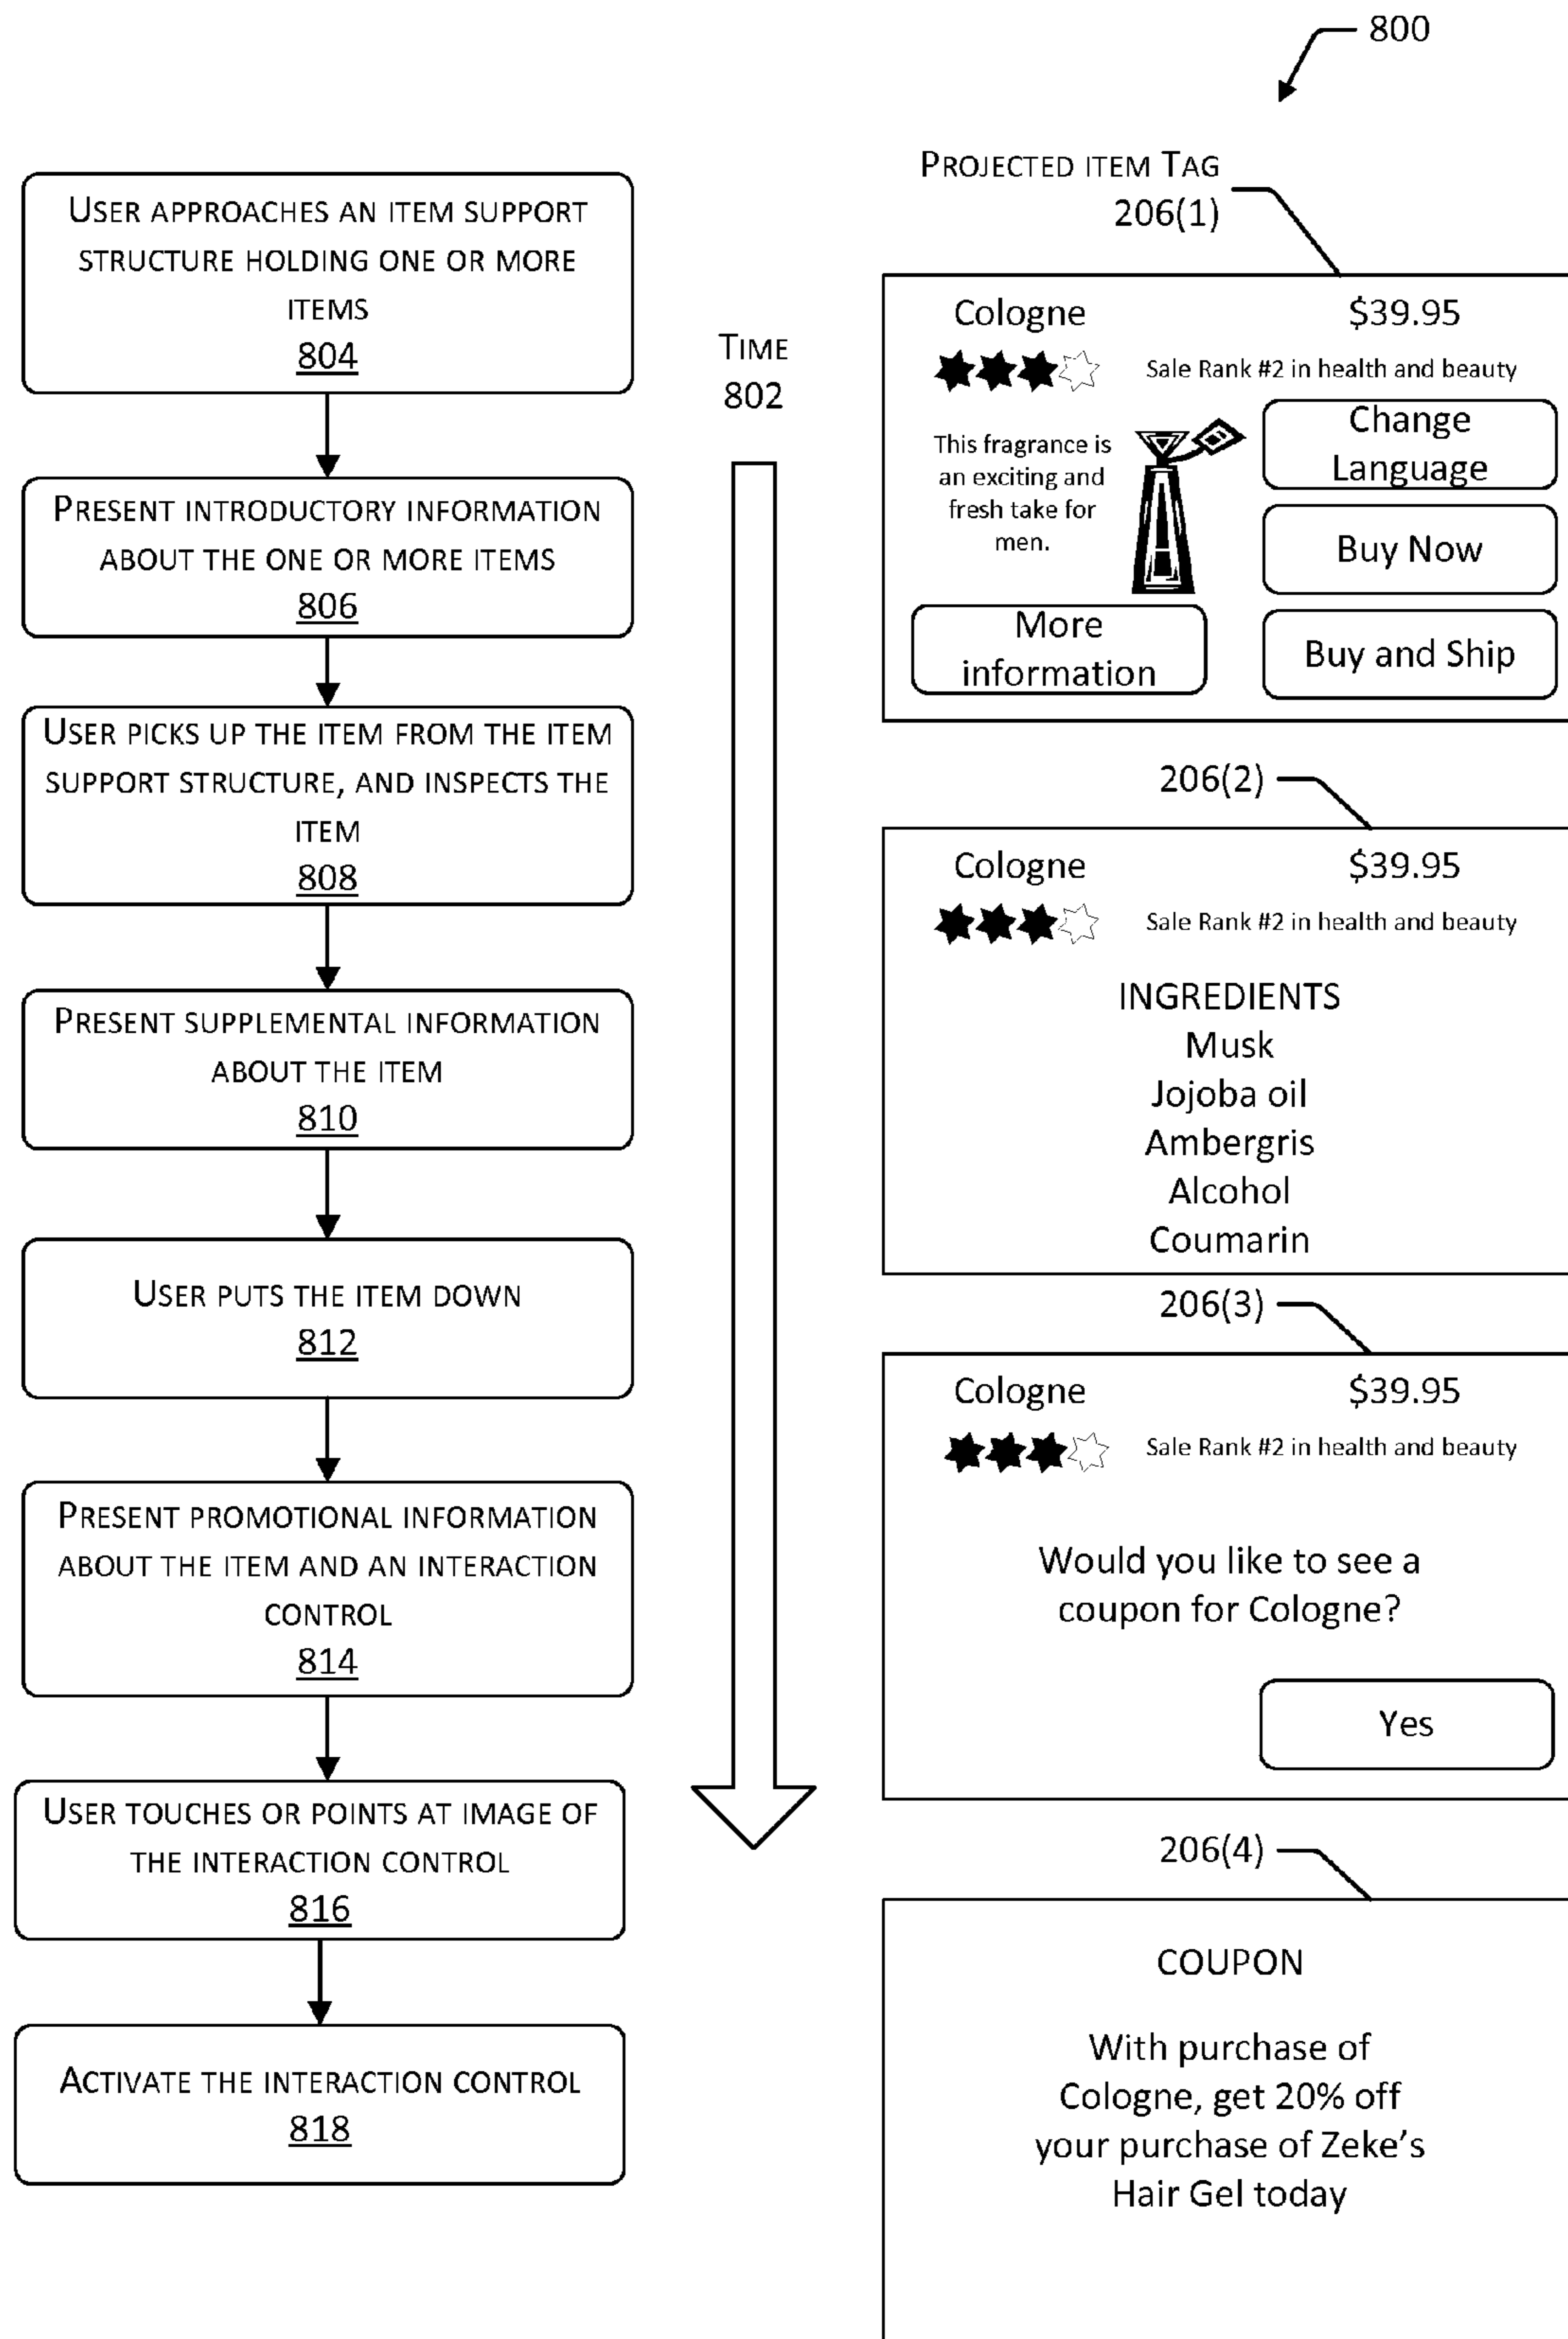 800
USER APPROACHES AN ITEM SUPPORT
STRUCTURE HOLDING ONE OR MORE
ITEMS
804
PRESENT INTRODUCTORY INFORMATION
ABOUT THE ONE OR MORE ITEMS
806
USER PICKS UP THE ITEM FROM THE ITEM
SUPPORT STRUCTURE, AND INSPECTS THE
ITEM
808
PRESENT SUPPLEMENTAL INFORMATION
ABOUT THE ITEM
810
USER PUTS THE ITEM DOWN
812
PRESENT PROMOTIONAL INFORMATION
ABOUT THE ITEM AND AN INTERACTION
CONTROL
814
USER TOUCHES OR POINTS AT IMAGE OF
THE INTERACTION CONTROL
816
ACTIVATE THE INTERACTION CONTROL
818
TIME
802
PROJECTED ITEM TAG
206(1)
Cologne
$39.95
Sale Rank #2 in health and beauty
This fragrance is
an exciting and
fresh take for
men.
Change
Language
Buy Now
More
information
Buy and Ship
206(2)
Cologne
$39.95
Sale Rank #2 in health and beauty
INGREDIENTS
Musk
Jojoba oil
Ambergris
Alcohol
Coumarin
206(3)
Cologne
$39.95
Sale Rank #2 in health and beauty
Would you like to see a
coupon for Cologne?
Yes
206(4)
COUPON
With purchase of
Cologne, get 20% off
your purchase of Zeke’s
Hair Gel today